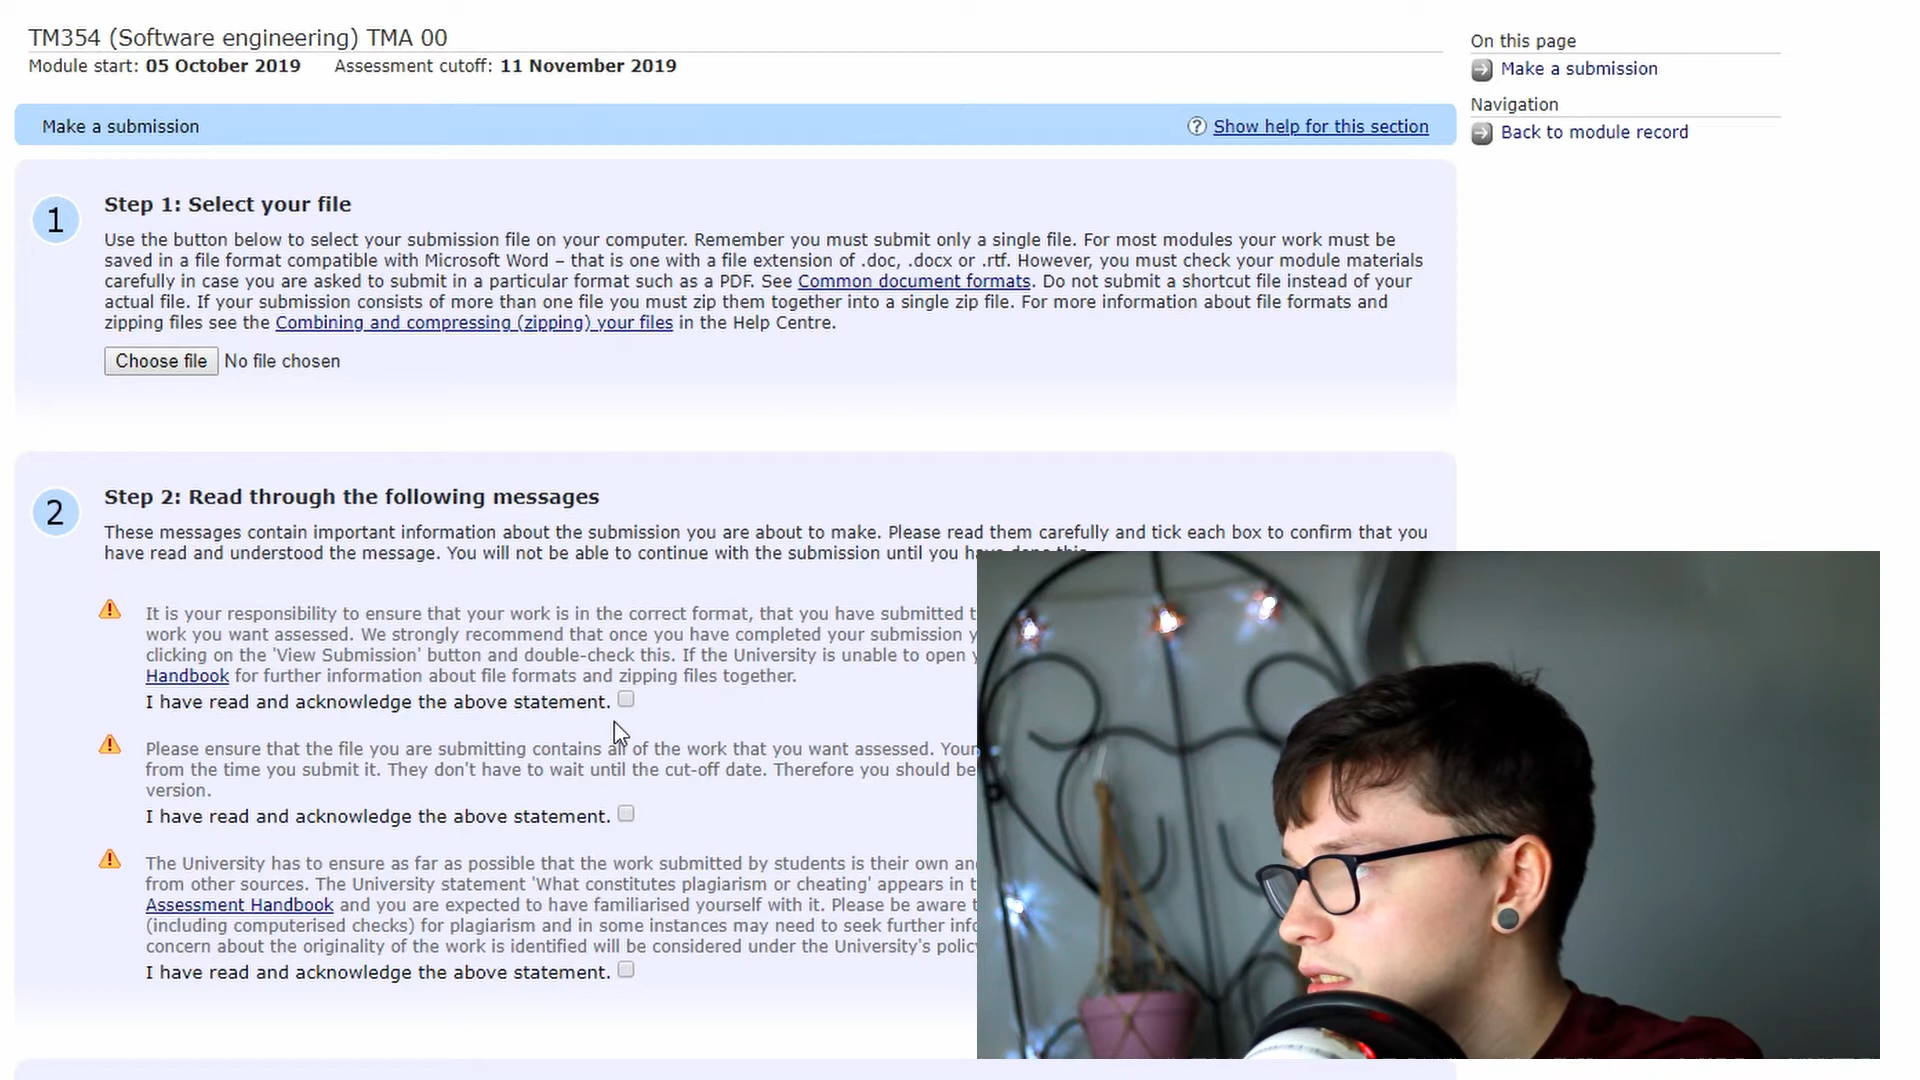 TM354 (Software engineering) TMA 00
Module start: 05 October 2019 Assessment cutoff: 11 November 2019
On this page
Make a submission
Navigation
Back to module record
Make a submission
? Show help for this section
1
Step 1: Select your file
Use the button below to select your submission file on your computer. Remember you must submit only a single file. For most modules your work must be
saved in a file format compatible with Microsoft Word – that is one with a file extension of .doc, .docx or .rtf. However, you must check your module materials
carefully in case you are asked to submit in a particular format such as a PDF. See Common document formats. Do not submit a shortcut file instead of your
actual file. If your submission consists of more than one file you must zip them together into a single zip file. For more information about file formats and
zipping files see the Combining and compressing (zipping) your files in the Help Centre.
Choose file No file chosen
2
Step 2: Read through the following messages
These messages contain important information about the submission you are about to make. Please read them carefully and tick each box to confirm that you
have read and understood the message. You will not be able to continue with the submission until you have done this.
It is your responsibility to ensure that your work is in the correct format, that you have submitted
work you want assessed. We strongly recommend that once you have completed your submission
clicking on the 'View Submission' button and double-check this. If the University is unable to open
Handbook for further information about file formats and zipping files together.
I have read and acknowledge the above statement.
Please ensure that the file you are submitting contains all of the work that you want assessed. Your
from the time you submit it. They don't have to wait until the cut-off date. Therefore you should be
version.
I have read and acknowledge the above statement.
The University has to ensure as far as possible that the work submitted by students is their own and
from other sources. The University statement 'What constitutes plagiarism or cheating' appears in
Assessment Handbook and you are expected to have familiarised yourself with it. Please be aware
(including computerised checks) for plagiarism and in some instances may need to seek further
concern about the originality of the work is identified will be considered under the University's policy
I have read and acknowledge the above statement.